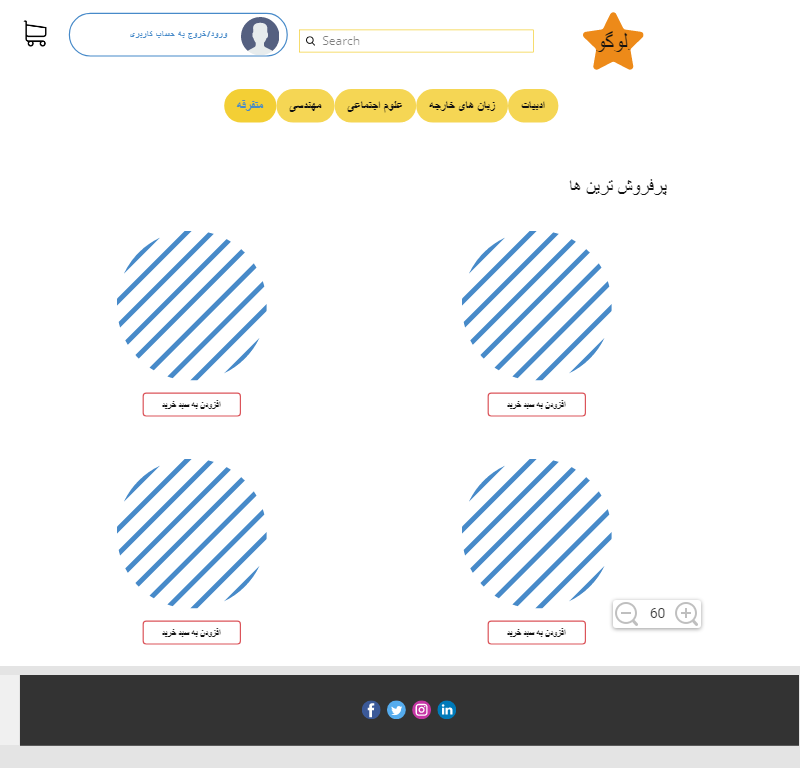 لوگو
Search
ورود/خروج به حساب کاربری
ادبیات
زبان های خارجه
علوم اجتماعی
مهندسی
متفرقه
پرفروش ترین ها
افزودن به سبد خرید
افزودن به سبد خرید
افزودن به سبد خرید
افزودن به سبد خرید
60